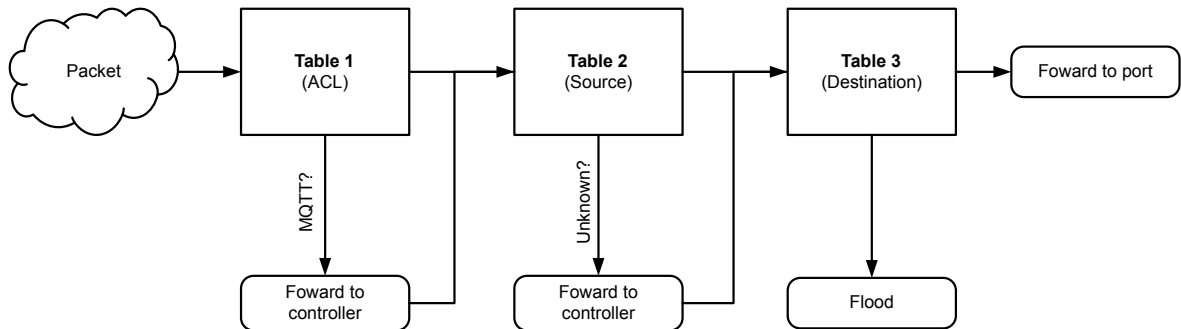 Packet
Table 1
(ACL)
Table 2
(Source)
Table 3
(Destination)
Foward to port
MQTT?
Unknown?
Foward to
controller
Foward to
controller
Flood